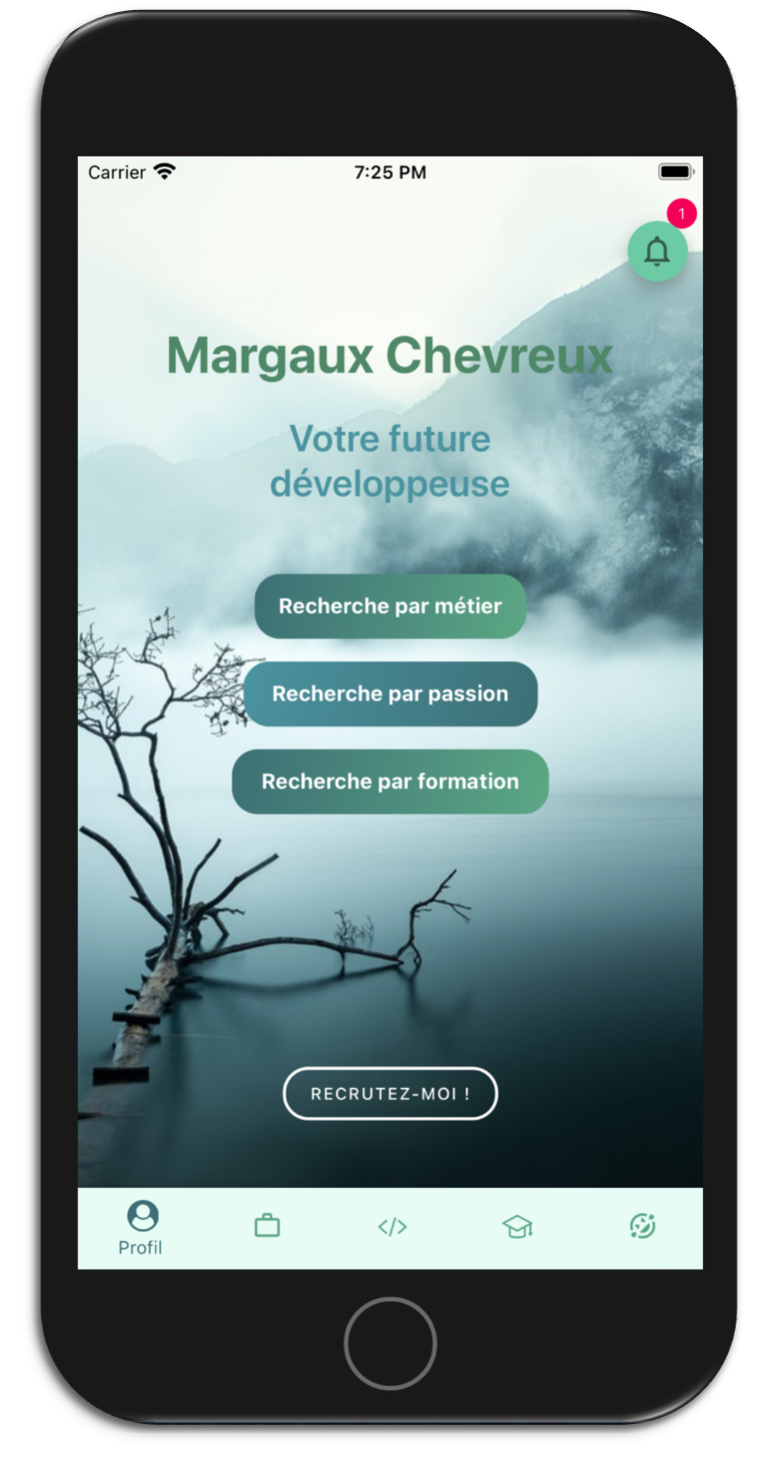 Carrier
7:25 PM
1
Margaux Chevreux
Votre future
développeuse
Recherche par métier
Recherche par passion
Recherche par formation
RECRUTEZ-MOI !
</>
Profil